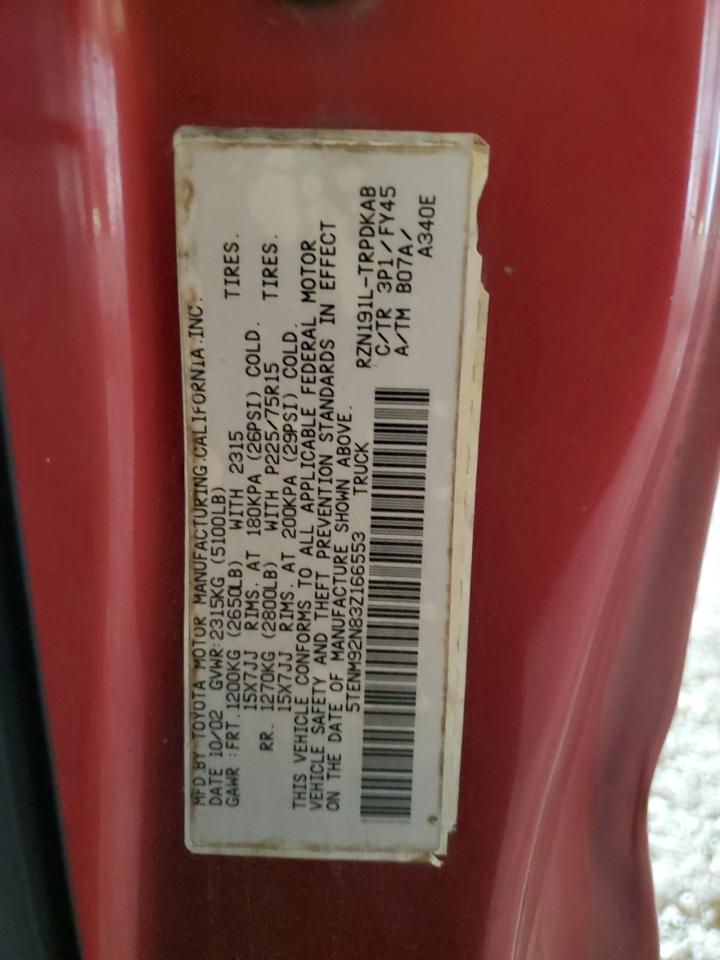 MFD.BY TOYOTA MOTOR MANUFACTURING.CALIFORNIA.INC.
DATE 10/02 GVWR:2315KG (5100LB)
GAWR :FRT.1200KG (2650LB) WITH 2315 TIRES.
15X7JJ RIMS. AT 180KPA (26PSI) COLD.
RR. 1270KG (2800LB) WITH P225/75R15 TIRES.
15X7JJ RIMS. AT 200KPA (29PSI) COLD.
THIS VEHICLE CONFORMS TO ALL APPLICABLE FEDERAL MOTOR
VEHICLE SAFETY AND THEFT PREVENTION STANDARDS IN EFFECT
ON THE DATE OF MANUFACTURE SHOWN ABOVE.
5TENM92N83Z166553 TRUCK
RZN191L-TRPDKAB
C/TR 3P1/FY45
A/TM B07A/
A340E